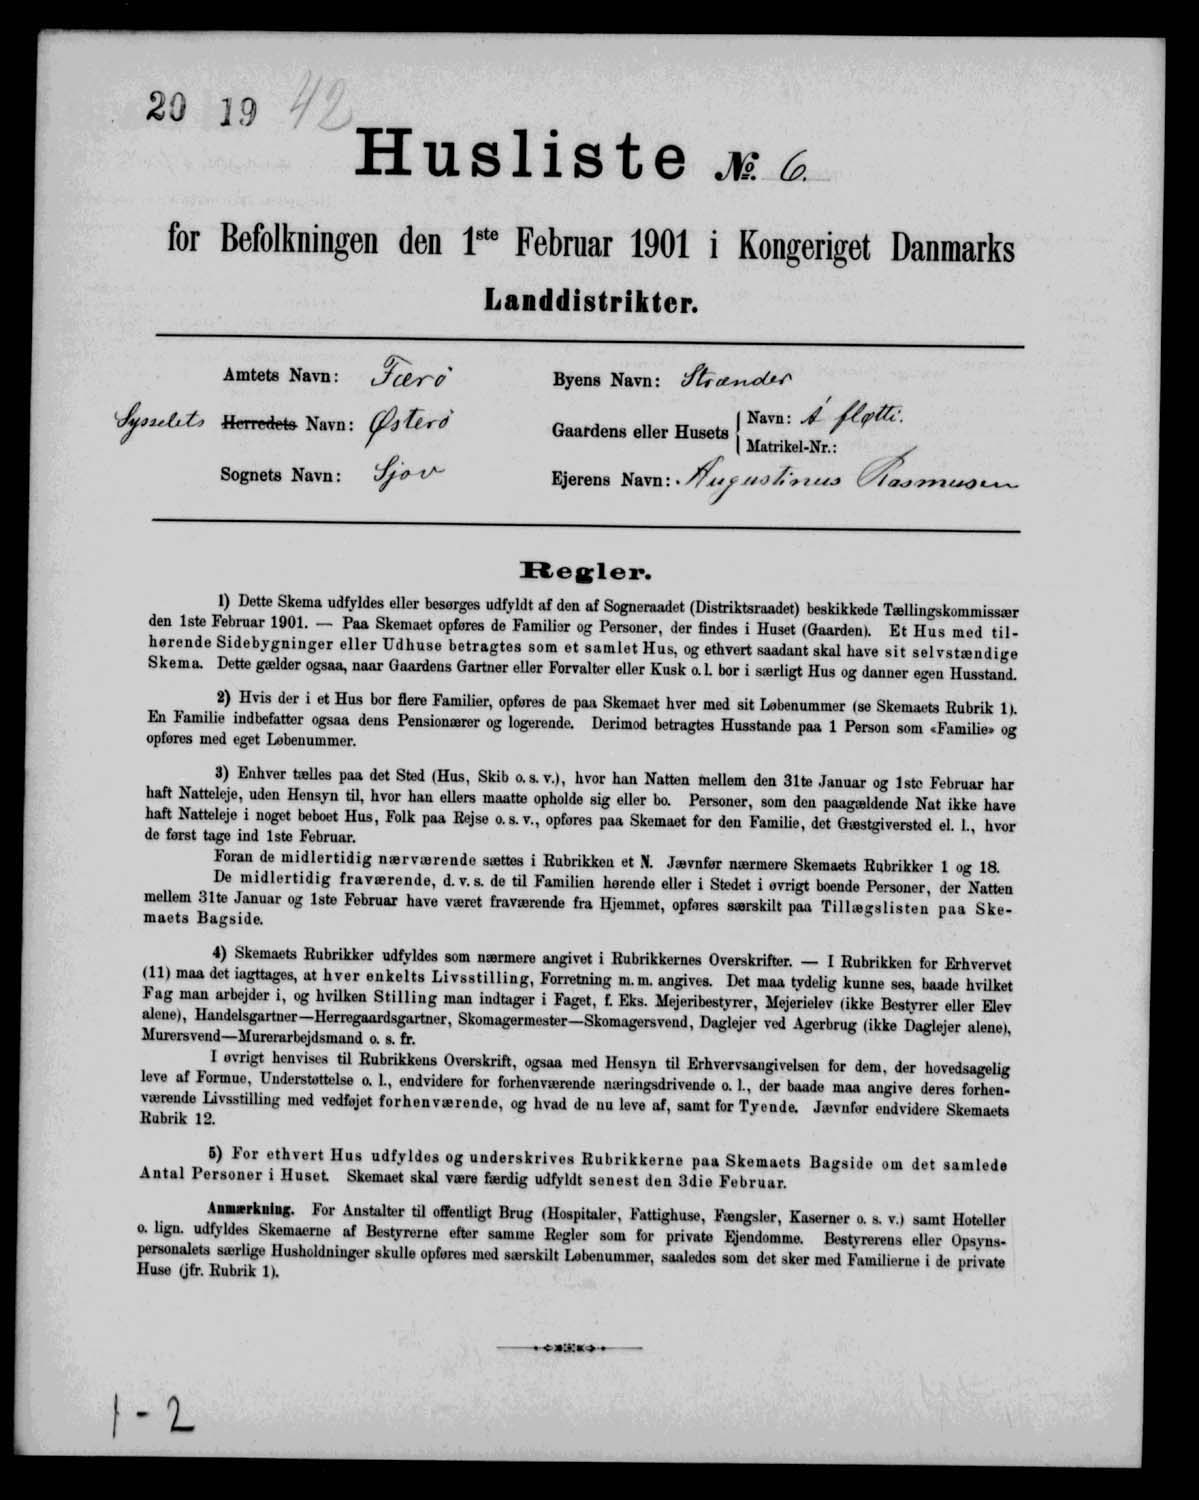 20 19 42
Husliste № 6.
for Befolkningen den 1ste Februar 1901 i Kongeriget Danmarks
Landdistrikter.
Amtets Navn: Færö
Sysselets Herredets Navn: Østerö
Sognets Navn: Sjov
Byens Navn: Strænder
Gaardens eller Husets Navn: Á fløtti.
Matrikel-Nr.:
Ejerens Navn: Augustinus Rasmusen
Regler.
1) Dette Skema udfyldes eller besørges udfyldt af den af Sogneraadet (Distriktsraadet) beskikkede Tællingskommissær
den 1ste Februar 1901. — Paa Skemaet opføres de Familier og Personer, der findes i Huset (Gaarden). Et Hus med til-
hørende Sidebygninger eller Udhuse betragtes som et samlet Hus, og ethvert saadant skal have sit selvstændige
Skema. Dette gælder ogsaa, naar Gaardens Gartner eller Forvalter eller Kusk o. l. bor i særligt Hus og danner egen Husstand.
2) Hvis der i et Hus bor flere Familier, opføres de paa Skemaet hver med sit Løbenummer (se Skemaets Rubrik 1).
En Familie indbefatter ogsaa dens Pensionærer og logerende. Derimod betragtes Husstande paa 1 Person som «Familie» og
opføres med eget Løbenummer.
3) Enhver tælles paa det Sted (Hus, Skib o. s. v.), hvor han Natten mellem den 31te Januar og 1ste Februar har
haft Natteleje, uden Hensyn til, hvor han ellers maatte opholde sig eller bo. Personer, som den paagældende Nat ikke have
haft Natteleje i noget beboet Hus, Folk paa Rejse o. s. v., opføres paa Skemaet for den Familie, det Gæstgiversted el. l., hvor
de først tage ind 1ste Februar.
Foran de midlertidig nærværende sættes i Rubrikken et N. Jævnfør nærmere Skemaets Rubrikker 1 og 18.
De midlertidig fraværende, d. v. s. de til Familien hørende eller i Stedet i øvrigt boende Personer, der Natten
mellem 31te Januar og 1ste Februar have været fraværende fra Hjemmet, opføres særskilt paa Tillægslisten paa Ske-
maets Bagside.
4) Skemaets Rubrikker udfyldes som nærmere angivet i Rubrikkernes Overskrifter. — I Rubrikken for Erhvervet
(11) maa det iagttages, at hver enkelts Livsstilling, Forretning m. m. angives. Det maa tydelig kunne ses, baade hvilket
Fag man arbejder i, og hvilken Stilling man indtager i Faget, f. Eks. Mejeribestyrer, Mejerielev (ikke Bestyrer eller Elev
alene), Handelsgartner—Herregaardsgartner, Skomagermester—Skomagersvend, Daglejer ved Agerbrug (ikke Daglejer alene),
Murersvend—Murerarbejdsmand o. s. fr.
I øvrigt henvises til Rubrikkens Overskrift, ogsaa med Hensyn til Erhvervsangivelsen for dem, der hovedsagelig
leve af Formue, Understøttelse o. l., endvidere for forhenværende næringsdrivende o. l., der baade maa angive deres forhen-
værende Livsstilling med vedføjet forhenværende, og hvad de nu leve af, samt for Tyende. Jævnfør endvidere Skemaets
Rubrik 12.
5) For ethvert Hus udfyldes og underskrives Rubrikkerne paa Skemaets Bagside om det samlede
Antal Personer i Huset. Skemaet skal være færdig udfyldt senest den 3die Februar.
Anmærkning. For Anstalter til offentligt Brug (Hospitaler, Fattighuse, Fængsler, Kaserner o. s. v.) samt Hoteller
o. lign. udfyldes Skemaerne af Bestyrerne efter samme Regler som for private Ejendomme. Bestyrerens eller Opsyns-
personalets særlige Husholdninger skulle opføres med særskilt Løbenummer, saaledes som det sker med Familierne i de private
Huse (jfr. Rubrik 1).
1 - 2